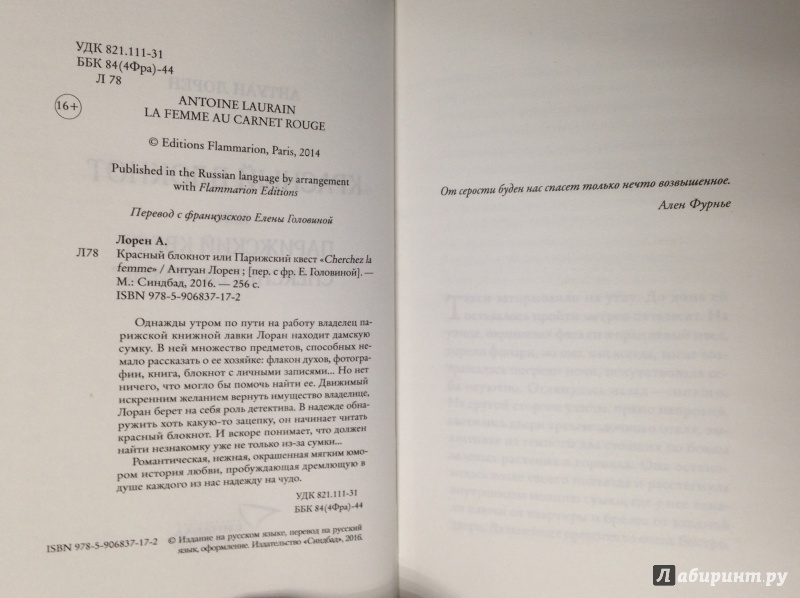 УДК 821.111-31
ББК 84(4Фра)-44
Л 78
16+
ANTOINE LAURAIN
LA FEMME AU CARNET ROUGE
© Editions Flammarion, Paris, 2014
Published in the Russian language by arrangement
with Flammarion Editions
Перевод с французского Елены Головиной
Лорен А.
Л78 Красный блокнот или Парижский квест «Cherchez la
femme» / Антуан Лорен ; [пер. с фр. Е. Головиной]. —
М.: Синдбад, 2016. — 256 с.
ISBN 978-5-906837-17-2
Однажды утром по пути на работу владелец па-
рижской книжной лавки Лоран находит дамскую
сумку. В ней множество предметов, способных не-
мало рассказать о ее хозяйке: флакон духов, фотогра-
фии, книга, блокнот с личными записями... Но нет
ничего, что могло бы помочь найти ее. Движимый
искренним желанием вернуть имущество владелице,
Лоран берет на себя роль детектива. В надежде обна-
ружить хоть какую-то зацепку, он начинает читать
красный блокнот. И вскоре понимает, что должен
найти незнакомку уже не только из-за сумки...
Романтическая, нежная, окрашенная мягким юмо-
ром история любви, пробуждающая дремлющую в
душе каждого из нас надежду на чудо.
УДК 821.111-31
ББК 84(4Фра)-44
ISBN 978-5-906837-17-2
© Издание на русском языке, перевод на русский
язык, оформление. Издательство «Синдбад», 2016.
От серости буден нас спасет только нечто возвышенное.
Ален Фурнье
Лабиринт.ру